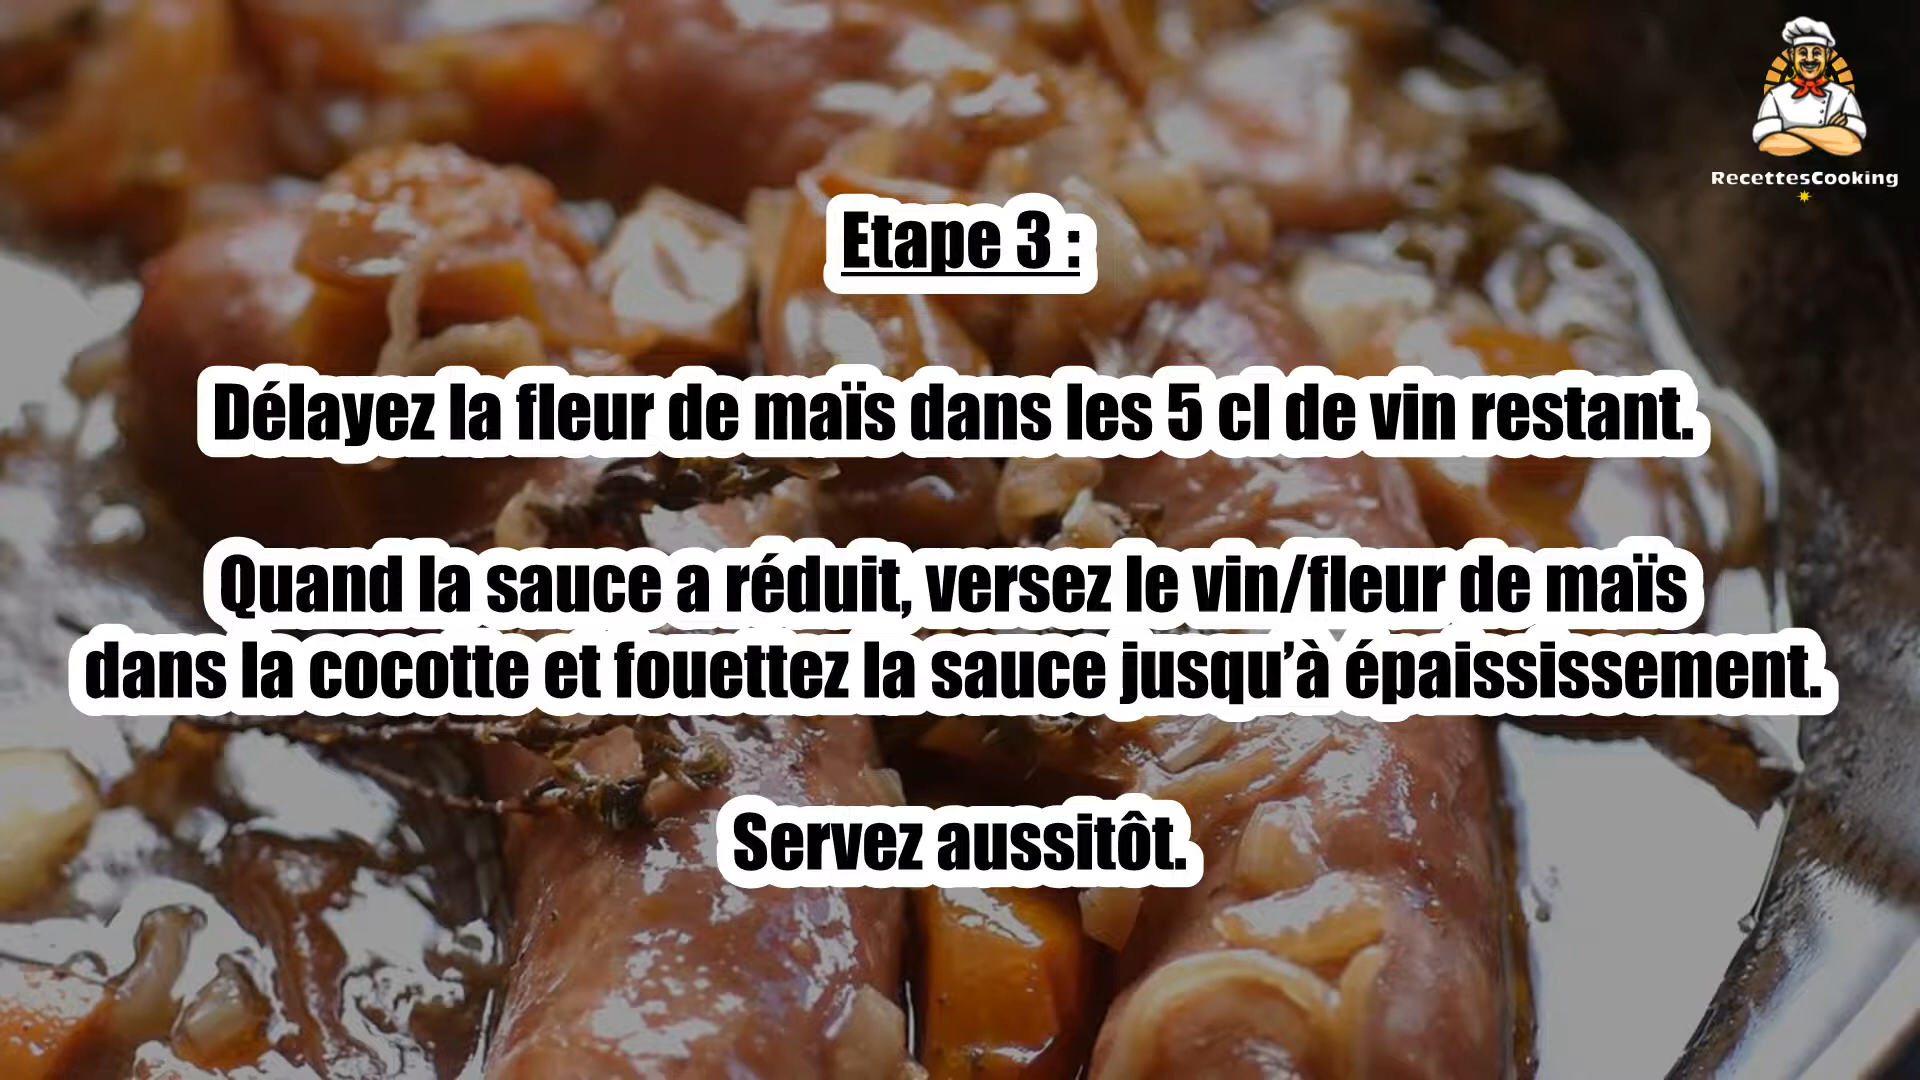 RecettesCooking
Etape 3 :
Délayez la fleur de maïs dans les 5 cl de vin restant.
Quand la sauce a réduit, versez le vin/fleur de maïs
dans la cocotte et fouettez la sauce jusqu’à épaississement.
Servez aussitôt.